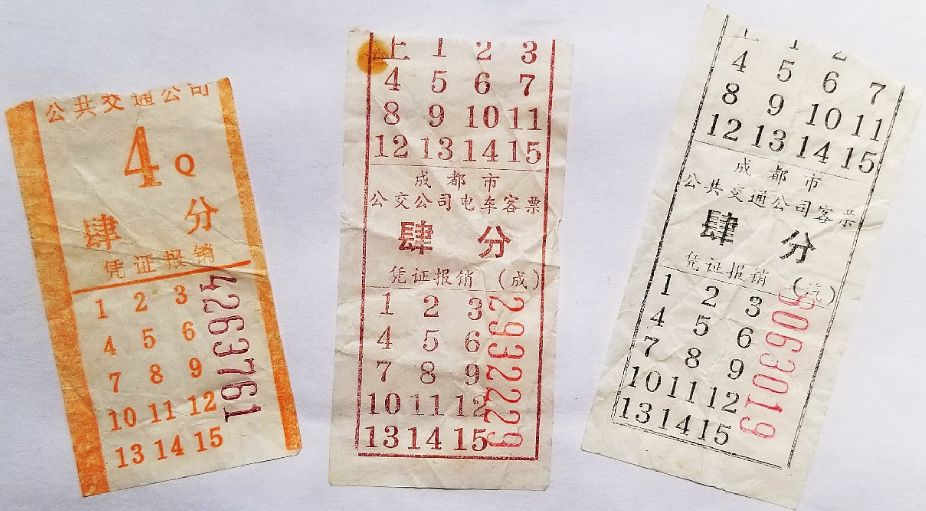 公共交通公司
4 Q
肆 分
凭证报销
1 2 3
4 5 6
7 8 9
10 11 12
13 14 15
4263761
上 1 2 3
4 5 6 7
8 9 10 11
12 13 14 15
成都市
公交公司电车客票
肆 分
凭证报销 (成)
1 2 3
4 5 6
7 8 9
10 11 12
13 14 15
2932229
上 1 2
4 5 6 7
8 9 10 11
12 13 14 15
成都市
公共交通公司客票
肆 分
凭证报销
1 2 3
4 5 6
7 8 9
10 11 12
13 14 15
9063019